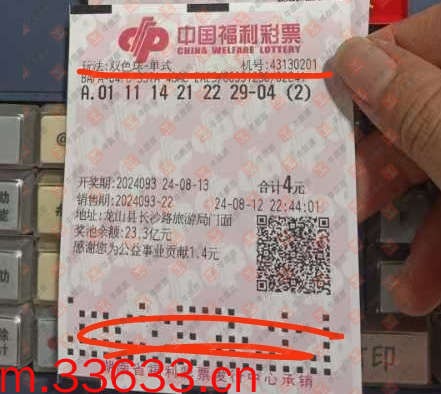 中国福利彩票
CHINA WELFARE LOTTERY
玩法:双色球-单式 机号:43130201
A.01 11 14 21 22 29-04 (2)
开奖期:2024093 24-08-13 合计4元
销售期:2024093-22 24-08-12 22:44:01
地址:龙山县长沙路旅游局门面
奖池余额:23.3亿元
感谢您为公益事业贡献1.4元
印
m.33633.cn
承销